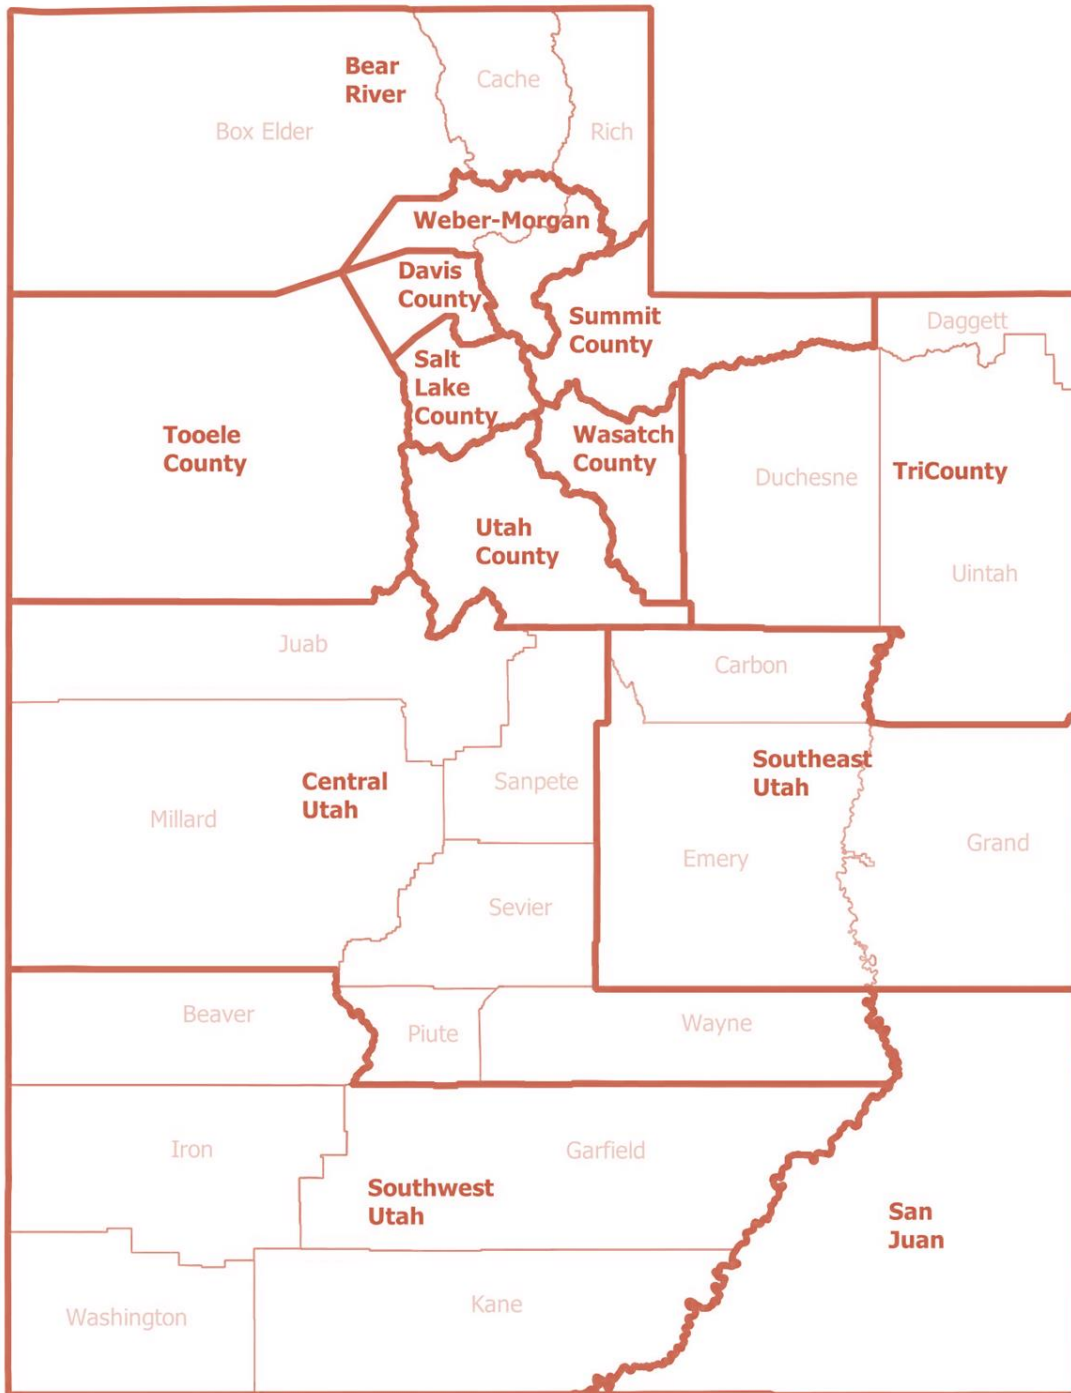 Bear
River
Cache
Box Elder
Rich
Weber-Morgan
Davis
County
Summit
County
Daggett
Salt
Lake
County
Tooele
County
Wasatch
County
Duchesne
TriCounty
Utah
County
Uintah
Juab
Carbon
Central
Utah
Sanpete
Southeast
Utah
Millard
Emery
Grand
Sevier
Beaver
Piute
Wayne
Iron
Garfield
Southwest
Utah
San
Juan
Washington
Kane